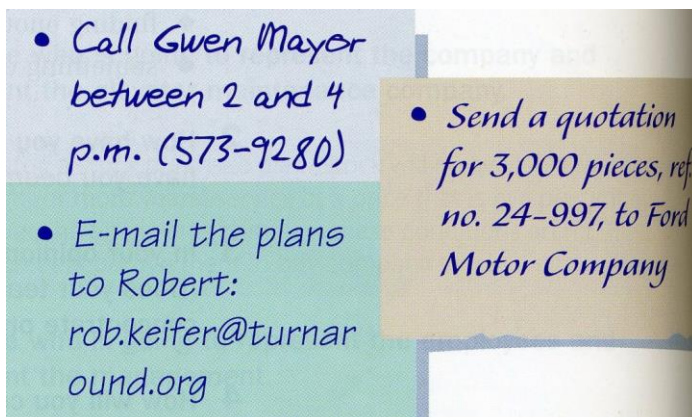 • Call Gwen Mayer
between 2 and 4
p.m. (573-9280)
• E-mail the plans
to Robert:
rob.keifer@turnar
ound.org
• Send a quotation
for 3,000 pieces, ref.
no. 24-997, to Ford
Motor Company